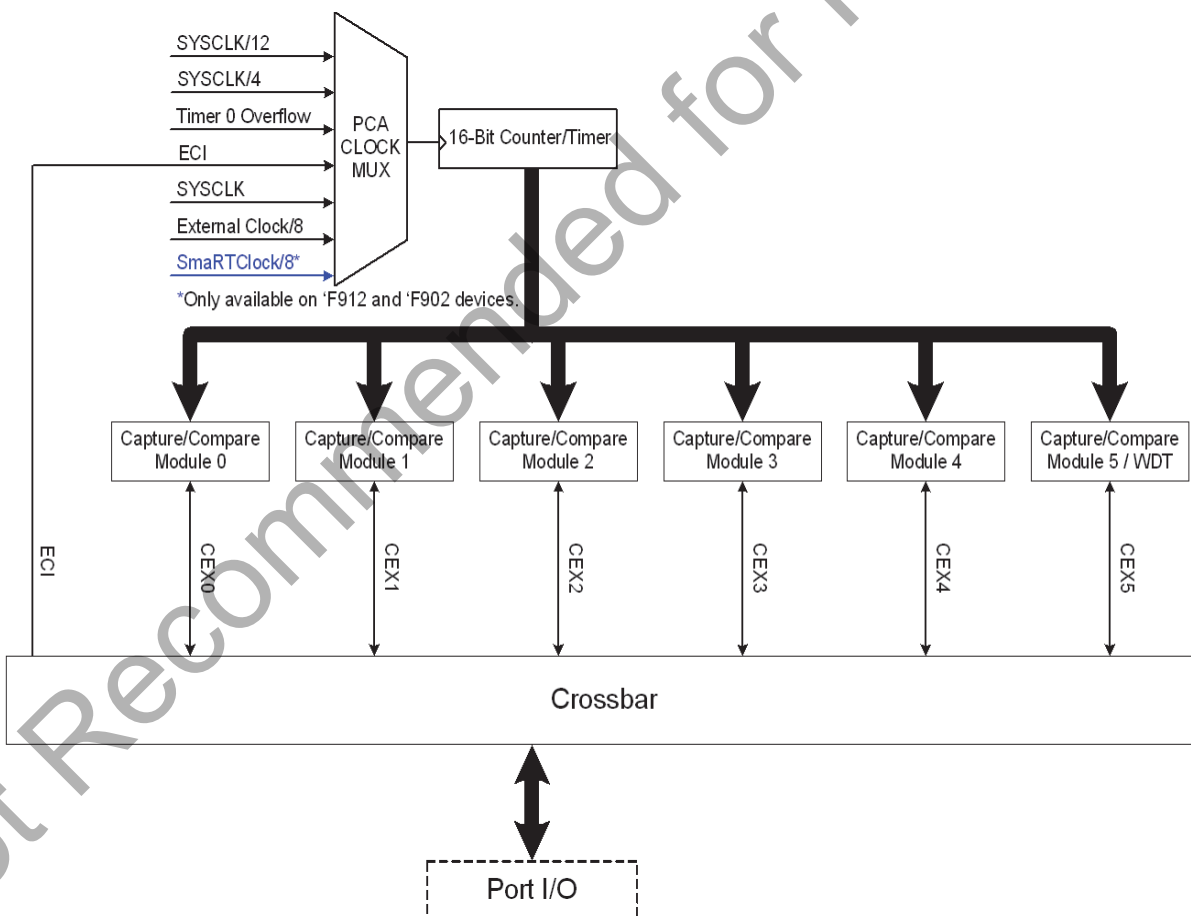 SYSCLK/12
SYSCLK/4
Timer 0 Overflow
ECI
SYSCLK
External Clock/8
SmaRTClock/8*
PCA
CLOCK
MUX
16-Bit Counter/Timer
*Only available on ‘F912 and ‘F902 devices.
Capture/Compare
Module 0
Capture/Compare
Module 1
Capture/Compare
Module 2
Capture/Compare
Module 3
Capture/Compare
Module 4
Capture/Compare
Module 5 / WDT
ECI
CEX0
CEX1
CEX2
CEX3
CEX4
CEX5
Crossbar
Port I/O
Recommended for